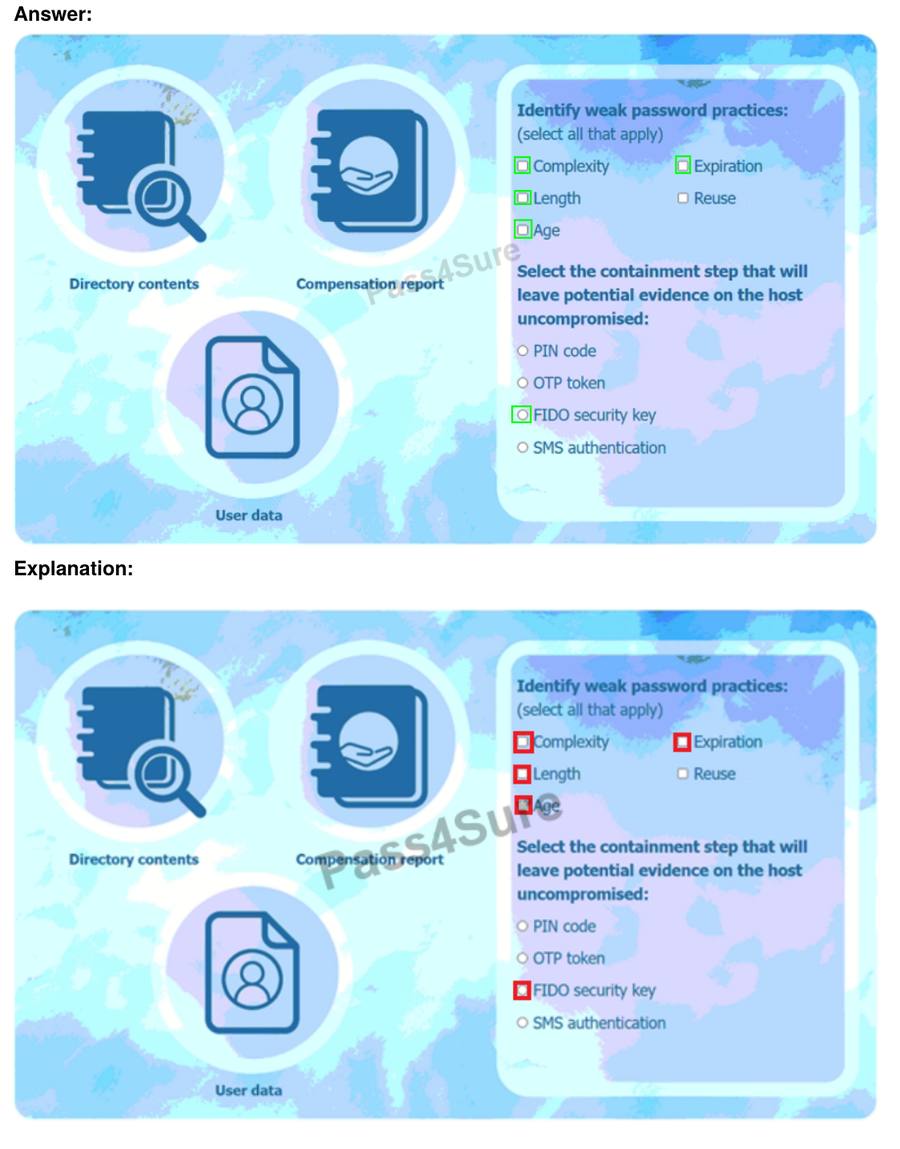 Answer:
Identify weak password practices:
(select all that apply)
Complexity
Expiration
Length
Reuse
Age
Directory contents
Compensation report
Pass4Sure
Select the containment step that will
leave potential evidence on the host
uncompromised:
PIN code
OTP token
FIDO security key
SMS authentication
User data
Explanation:
Identify weak password practices:
(select all that apply)
Complexity
Expiration
Length
Reuse
Age
Directory contents
Compensation report
Pass4Sure
Select the containment step that will
leave potential evidence on the host
uncompromised:
PIN code
OTP token
FIDO security key
SMS authentication
User data